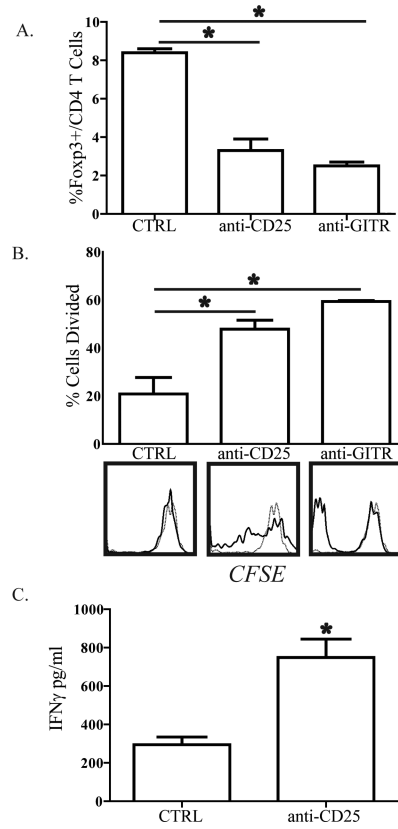 A.
%Foxp3+/CD4 T Cells
10
8
6
4
2
0
*
*
CTRL anti-CD25 anti-GITR
B.
% Cells Divided
80
60
40
20
0
*
*
CTRL anti-CD25 anti-GITR
CFSE
C.
IFNγ pg/ml
1000
800
600
400
200
0
*
CTRL anti-CD25